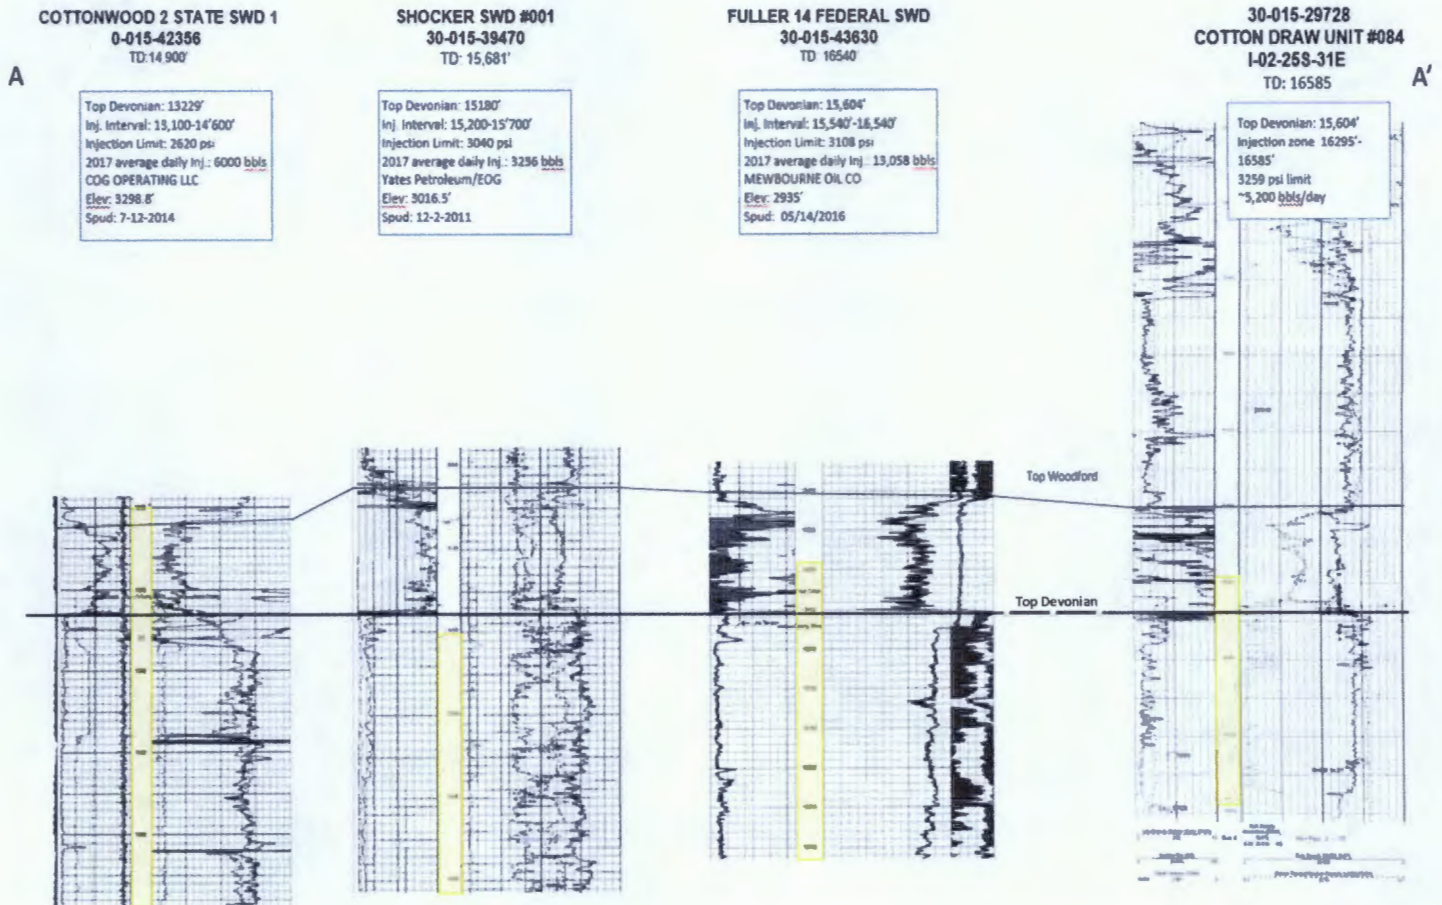 COTTONWOOD 2 STATE SWD 1
0-015-42356
TD:14,900'
SHOCKER SWD #001
30-015-39470
TD: 15,681'
FULLER 14 FEDERAL SWD
30-015-43630
TD 16540'
30-015-29728
COTTON DRAW UNIT #084
I-02-25S-31E
TD: 16585
A
A'
Top Devonian: 13229'
Inj. Interval: 13,100-14'600'
Injection Limit: 2620 psi
2017 average daily Inj.: 6000 bbls
COG OPERATING LLC
Elev: 3298.8'
Spud: 7-12-2014
Top Devonian: 15180'
Inj. Interval: 15,200-15'700'
Injection Limit: 3040 psi
2017 average daily Inj.: 3256 bbls
Yates Petroleum/EOG
Elev: 3016.5'
Spud: 12-2-2011
Top Devonian: 15,604'
Inj. Interval: 15,540'-16,540'
Injection Limit: 3108 psi
2017 average daily Inj.: 13,058 bbls
MEWBOURNE OIL CO
Elev: 2935'
Spud: 05/14/2016
Top Devonian: 15,604'
Injection zone 16295'-
16585'
3259 psi limit
~5,200 bbls/day
Top Woodford
Top Devonian